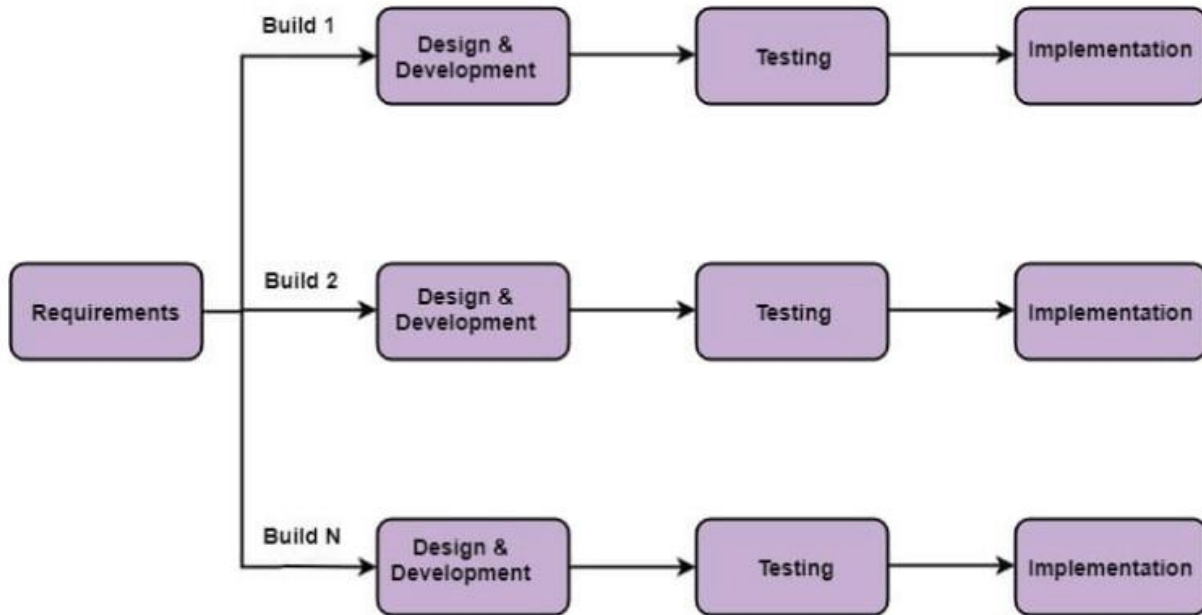 Build 1
Design &
Development
Testing
Implementation
Requirements
Build 2
Design &
Development
Testing
Implementation
Build N
Design &
Development
Testing
Implementation